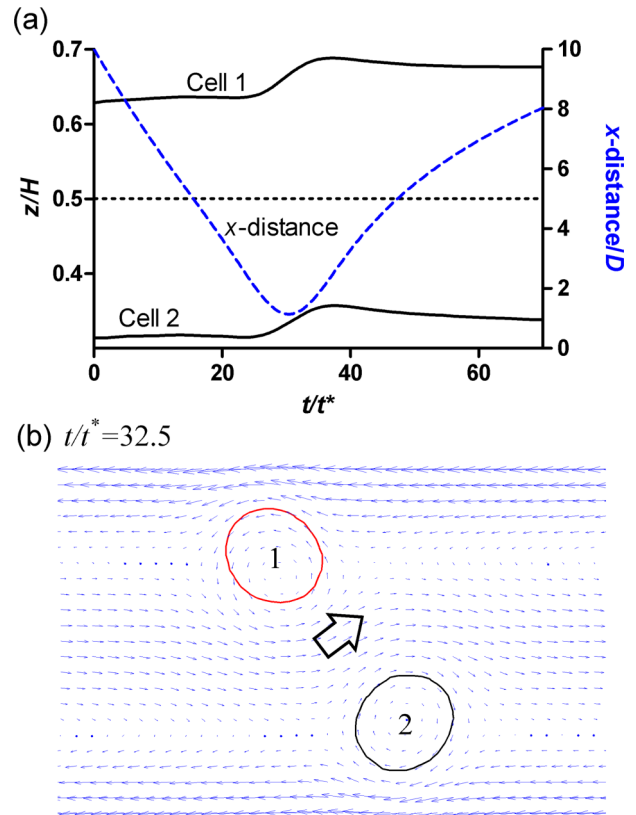 (a)
0.7
0.6
0.5
0.4
z/H
10
8
6
4
2
0
x-distance/D
Cell 1
x-distance
Cell 2
0
20
40
60
t/t*
(b) t/t*=32.5
1
2